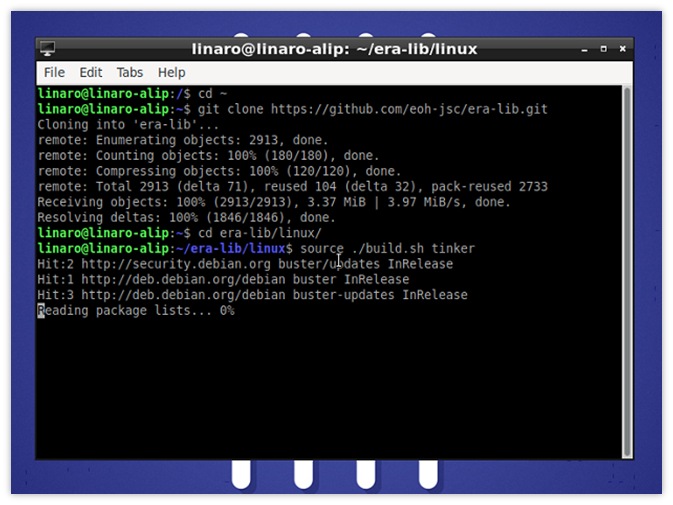 linaro@linaro-alip: ~/era-lib/linux
File Edit Tabs Help
linaro@linaro-alip:/$ cd ~
linaro@linaro-alip:~$ git clone https://github.com/eoh-jsc/era-lib.git
Cloning into 'era-lib'...
remote: Enumerating objects: 2913, done.
remote: Counting objects: 100% (180/180), done.
remote: Compressing objects: 100% (120/120), done.
remote: Total 2913 (delta 71), reused 104 (delta 32), pack-reused 2733
Receiving objects: 100% (2913/2913), 3.37 MiB | 3.97 MiB/s, done.
Resolving deltas: 100% (1846/1846), done.
linaro@linaro-alip:~$ cd era-lib/linux/
linaro@linaro-alip:~/era-lib/linux$ source ./build.sh tinker
Hit:2 http://security.debian.org buster/updates InRelease
Hit:1 http://deb.debian.org/debian buster InRelease
Hit:3 http://deb.debian.org/debian buster-updates InRelease
Reading package lists... 0%